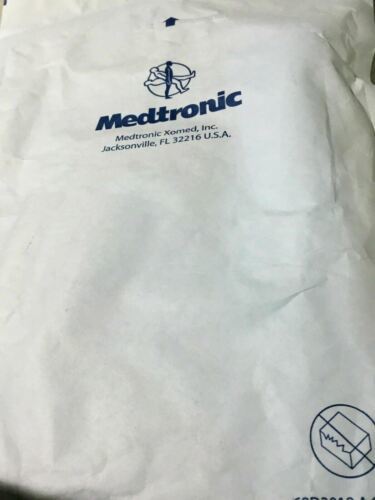 Medtronic
Medtronic Xomed, Inc.
Jacksonville, FL 32216 U.S.A.